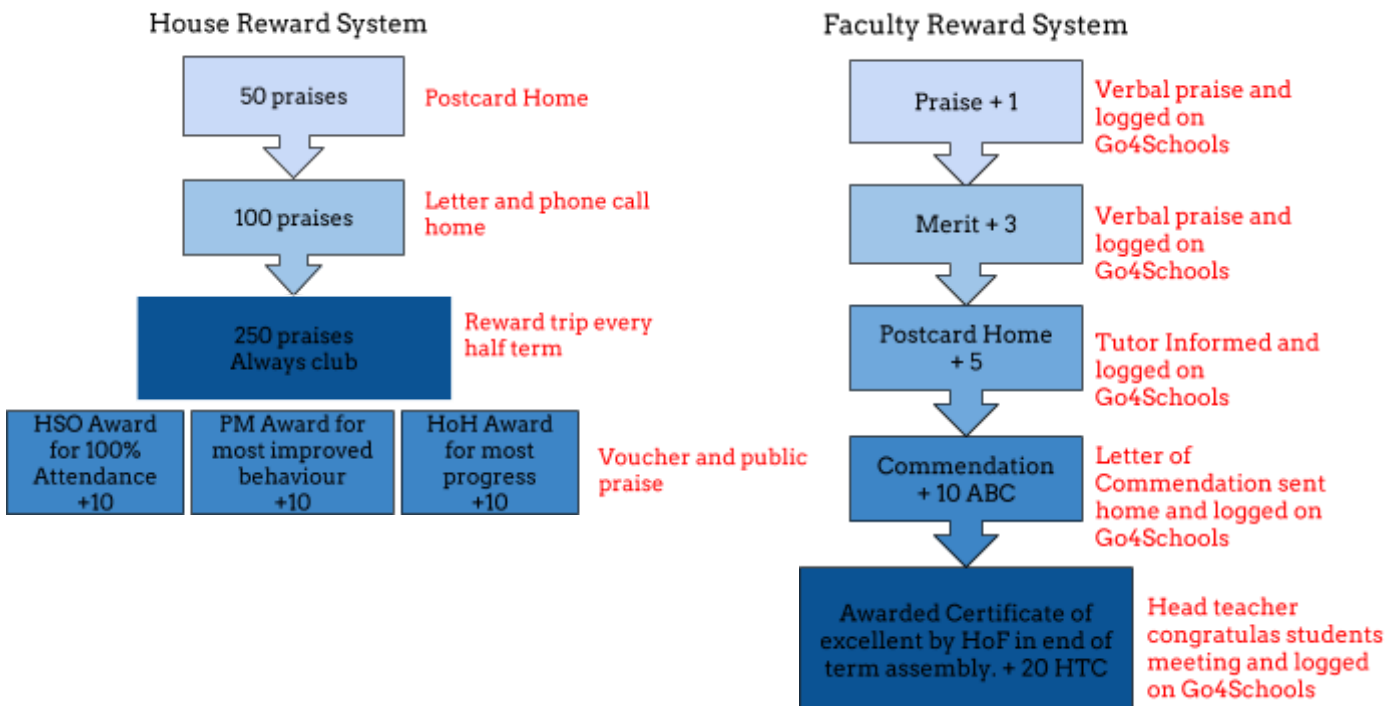 House Reward System
50 praises
Postcard Home
100 praises
Letter and phone call
home
250 praises
Always club
Reward trip every
half term
HSO Award
for 100%
Attendance
+10
PM Award for
most improved
behaviour
+10
HoH Award
for most
progress
+10
Voucher and public
praise
Faculty Reward System
Praise + 1
Verbal praise and
logged on
Go4Schools
Merit + 3
Verbal praise and
logged on
Go4Schools
Postcard Home
+ 5
Tutor Informed and
logged on
Go4Schools
Commendation
+ 10 ABC
Letter of
Commendation sent
home and logged on
Go4Schools
Awarded Certificate of
excellent by HoF in end of
term assembly. + 20 HTC
Head teacher
congratulas students
meeting and logged
on Go4Schools